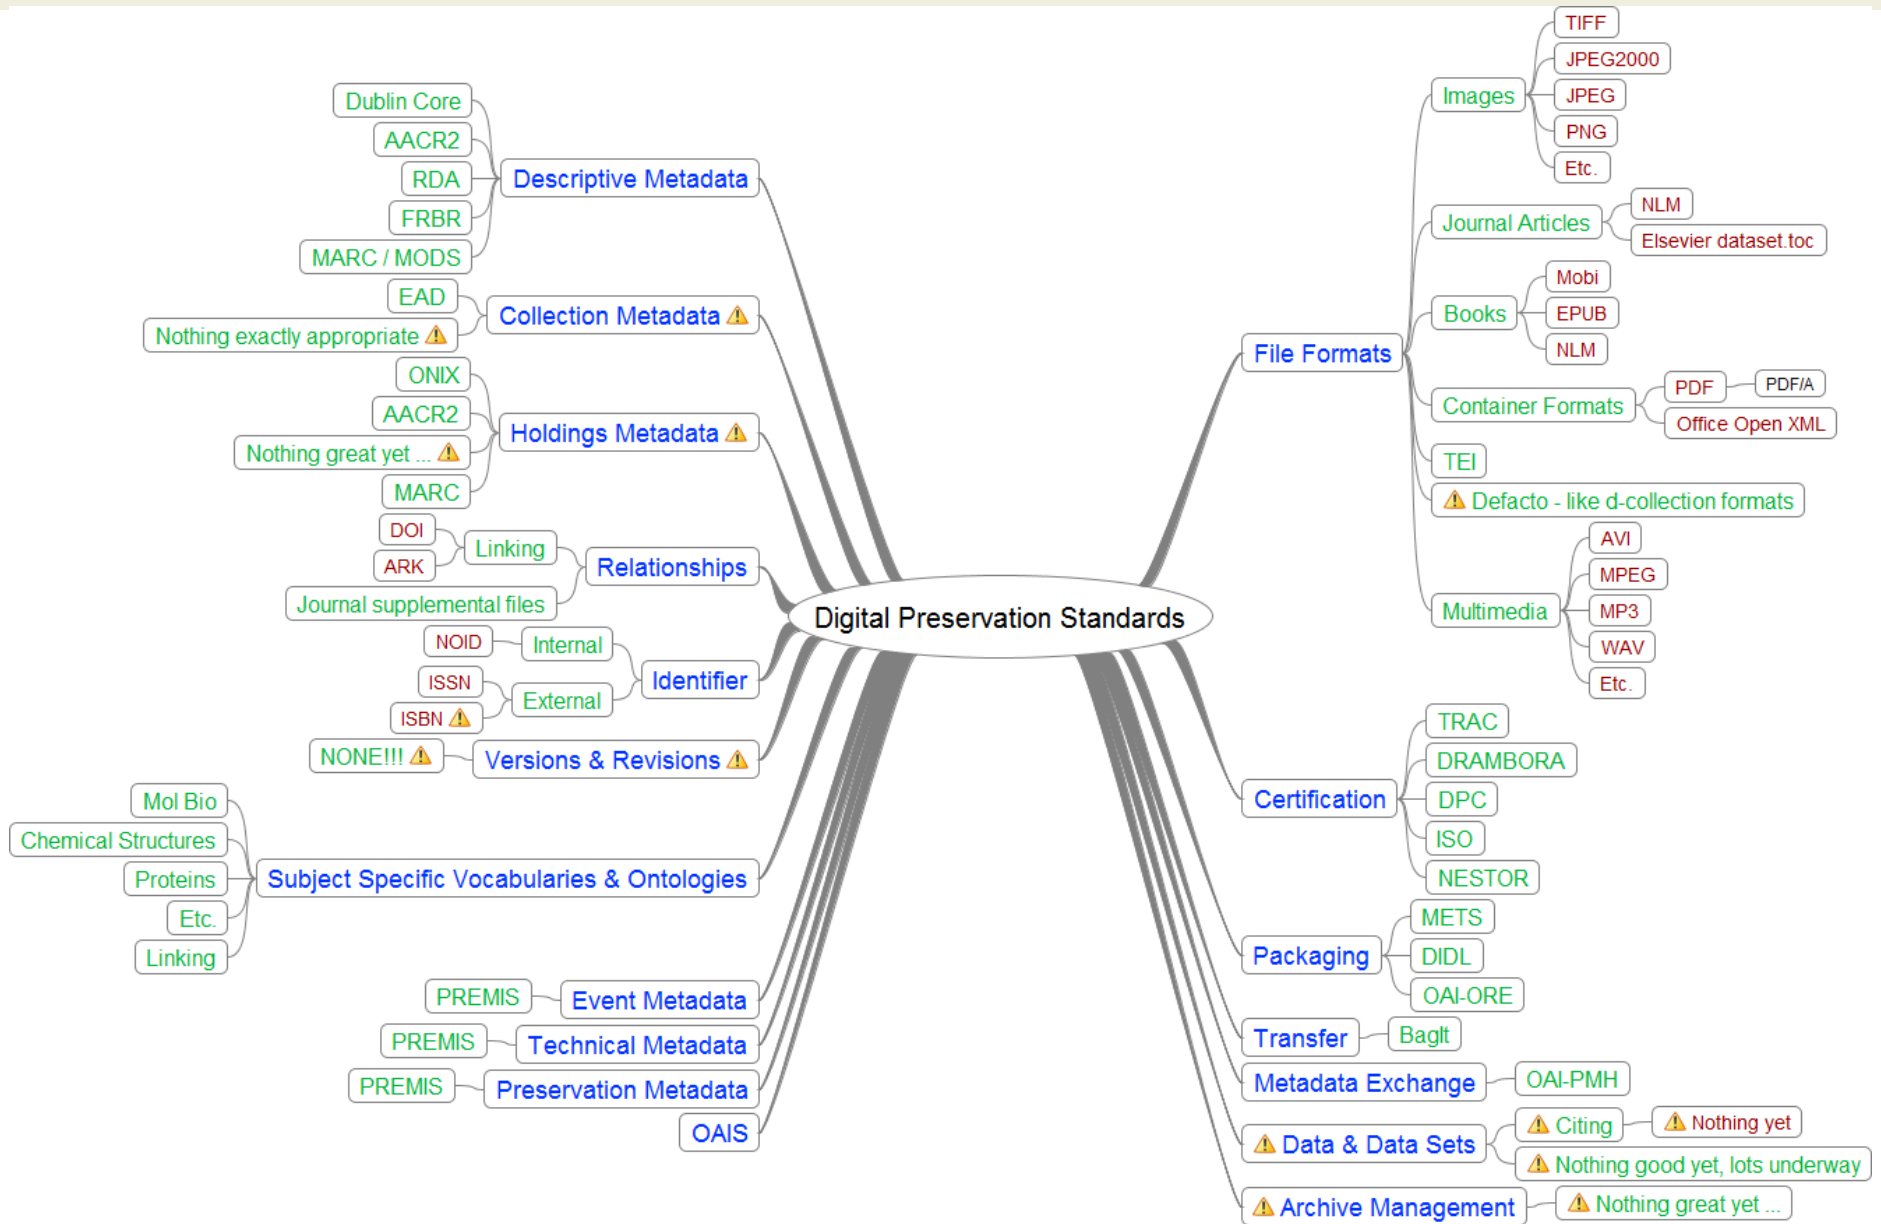 Digital Preservation Standards
Descriptive Metadata
Dublin Core
AACR2
RDA
FRBR
MARC / MODS
Collection Metadata
EAD
Nothing exactly appropriate
Holdings Metadata
ONIX
AACR2
Nothing great yet ...
MARC
Relationships
Linking
DOI
ARK
Journal supplemental files
Identifier
Internal
NOID
External
ISSN
ISBN
Versions & Revisions
NONE!!!
Subject Specific Vocabularies & Ontologies
Mol Bio
Chemical Structures
Proteins
Etc.
Linking
Event Metadata
PREMIS
Technical Metadata
PREMIS
Preservation Metadata
PREMIS
OAIS
File Formats
Images
TIFF
JPEG2000
JPEG
PNG
Etc.
Journal Articles
NLM
Elsevier dataset.toc
Books
Mobi
EPUB
NLM
Container Formats
PDF
PDF/A
Office Open XML
TEI
Defacto - like d-collection formats
Multimedia
AVI
MPEG
MP3
WAV
Etc.
Certification
TRAC
DRAMBORA
DPC
ISO
NESTOR
Packaging
METS
DIDL
OAI-ORE
Transfer
BagIt
Metadata Exchange
OAI-PMH
Data & Data Sets
Citing
Nothing yet
Nothing good yet, lots underway
Archive Management
Nothing great yet ...